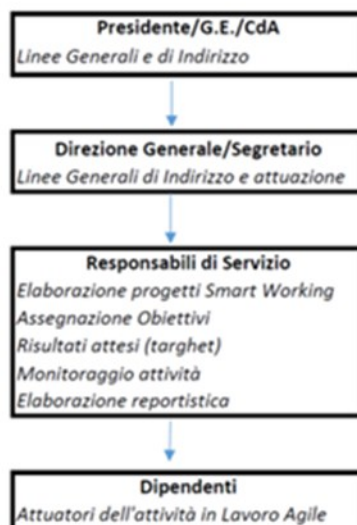 Presidente/G.E./CdA
Linee Generali e di Indirizzo
Direzione Generale/Segretario
Linee Generali di Indirizzo e attuazione
Responsabili di Servizio
Elaborazione progetti Smart Working
Assegnazione Obiettivi
Risultati attesi (targhet)
Monitoraggio attività
Elaborazione reportistica
Dipendenti
Attuatori dell'attività in Lavoro Agile